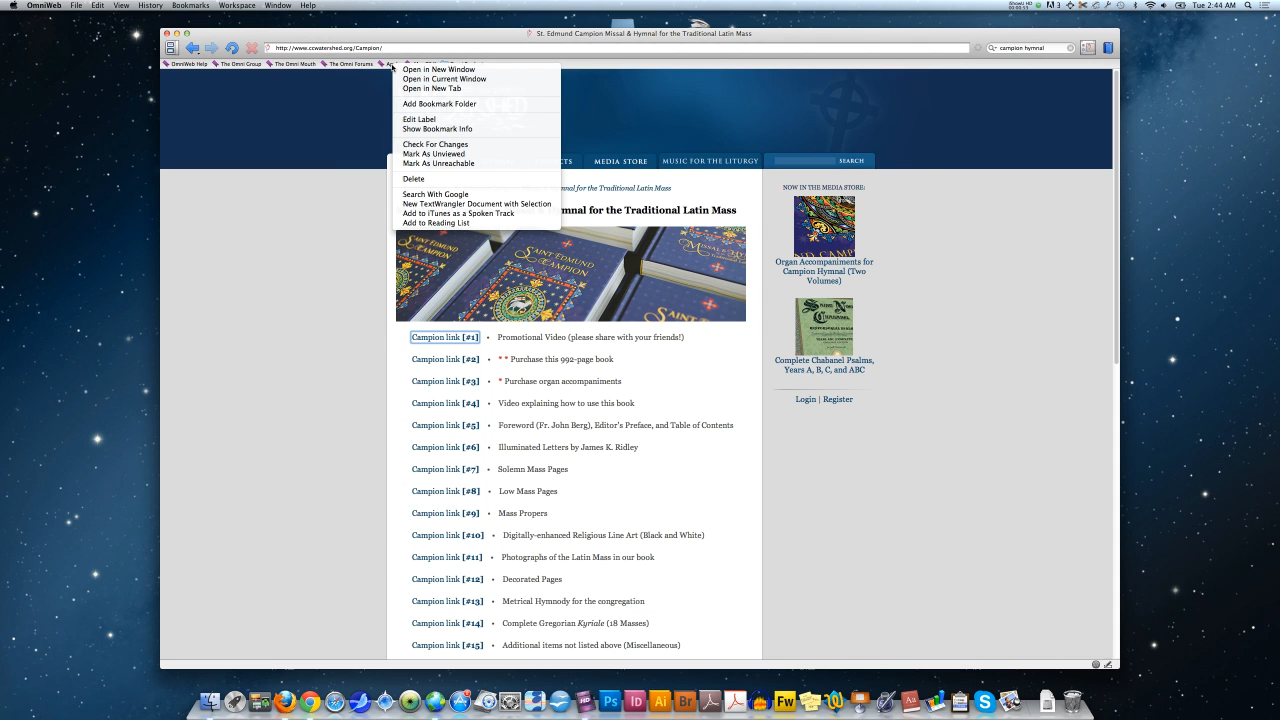 OmniWeb File Edit View History Bookmarks Workspace Window Help
Tue 2:44 AM
St. Edmund Campion Missal & Hymnal for the Traditional Latin Mass
http://www.ccwatershed.org/Campion/
campion hymnal
OmniWeb Help The Omni Group The Omni Mouth The Omni Forums
Open in New Window
Open in Current Window
Open in New Tab
Add Bookmark Folder
Edit Label
Show Bookmark Info
Check For Changes
Mark As Unviewed
Mark As Unreachable
Delete
Search With Google
New TextWrangler Document with Selection
Add to iTunes as a Spoken Track
Add to Reading List
MEDIA STORE MUSIC FOR THE LITURGY SEARCH
for the Traditional Latin Mass
for the Traditional Latin Mass
SAINT EDMUND CAMPION
Campion link [#1] • Promotional Video (please share with your friends!)
Campion link [#2] • * * Purchase this 992-page book
Campion link [#3] • * Purchase organ accompaniments
Campion link [#4] • Video explaining how to use this book
Campion link [#5] • Foreword (Fr. John Berg), Editor's Preface, and Table of Contents
Campion link [#6] • Illuminated Letters by James K. Ridley
Campion link [#7] • Solemn Mass Pages
Campion link [#8] • Low Mass Pages
Campion link [#9] • Mass Propers
Campion link [#10] • Digitally-enhanced Religious Line Art (Black and White)
Campion link [#11] • Photographs of the Latin Mass in our book
Campion link [#12] • Decorated Pages
Campion link [#13] • Metrical Hymnody for the congregation
Campion link [#14] • Complete Gregorian Kyriale (18 Masses)
Campion link [#15] • Additional items not listed above (Miscellaneous)
NOW IN THE MEDIA STORE:
Organ Accompaniments for
Campion Hymnal (Two
Volumes)
Complete Chabanel Psalms,
Years A, B, C, and ABC
Login | Register
HD Ps Id Ai Br Fw Aa